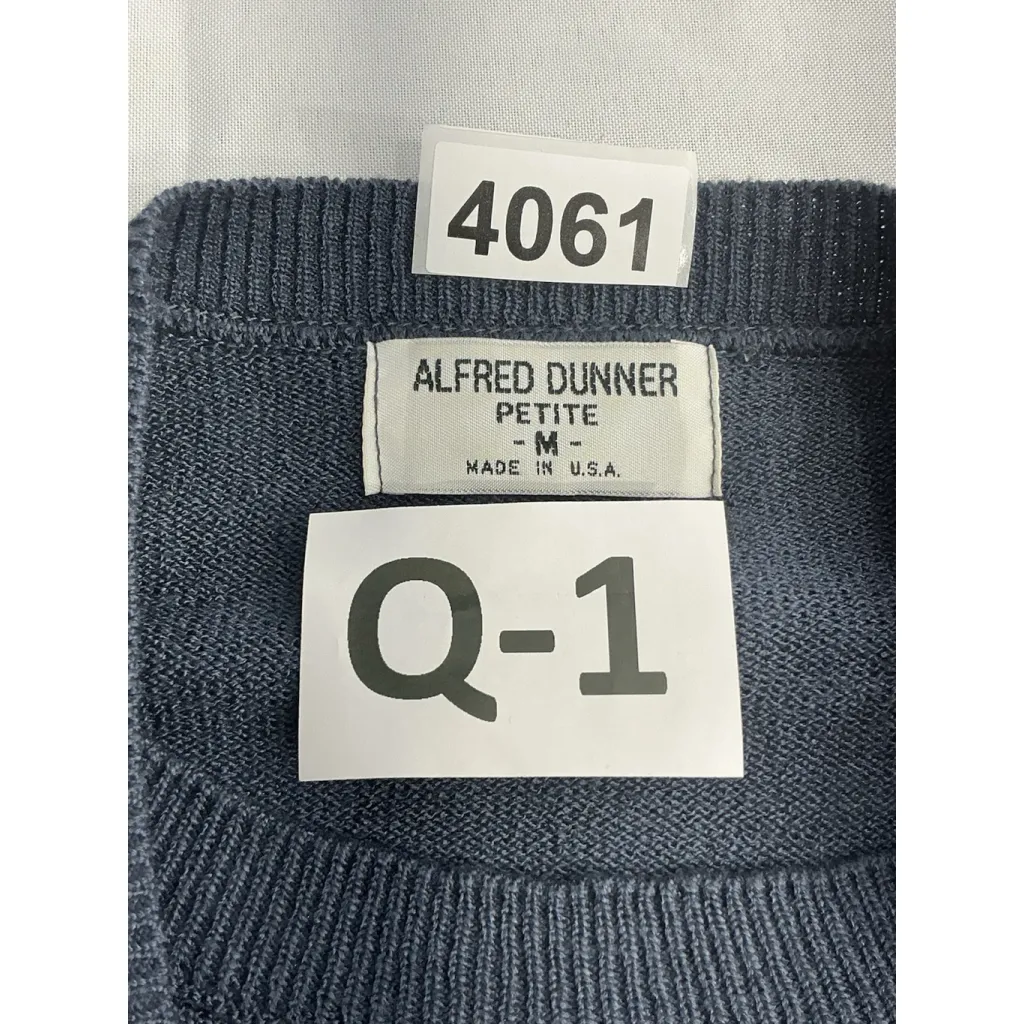 4061
ALFRED DUNNER
PETITE
- M -
MADE IN U.S.A.
Q-1